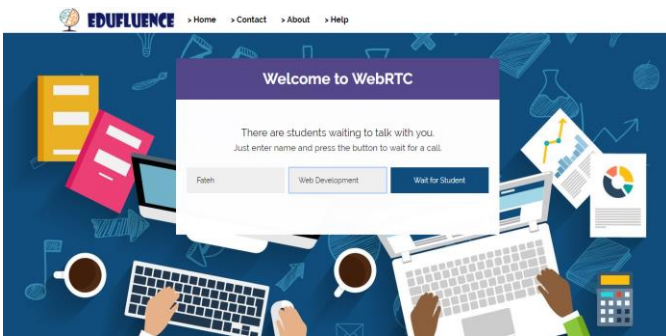 EDUFLUENCE > Home > Contact > About > Help
Welcome to WebRTC
There are students waiting to talk with you.
Just enter name and press the button to wait for a call.
Fateh Web Development Wait for Student